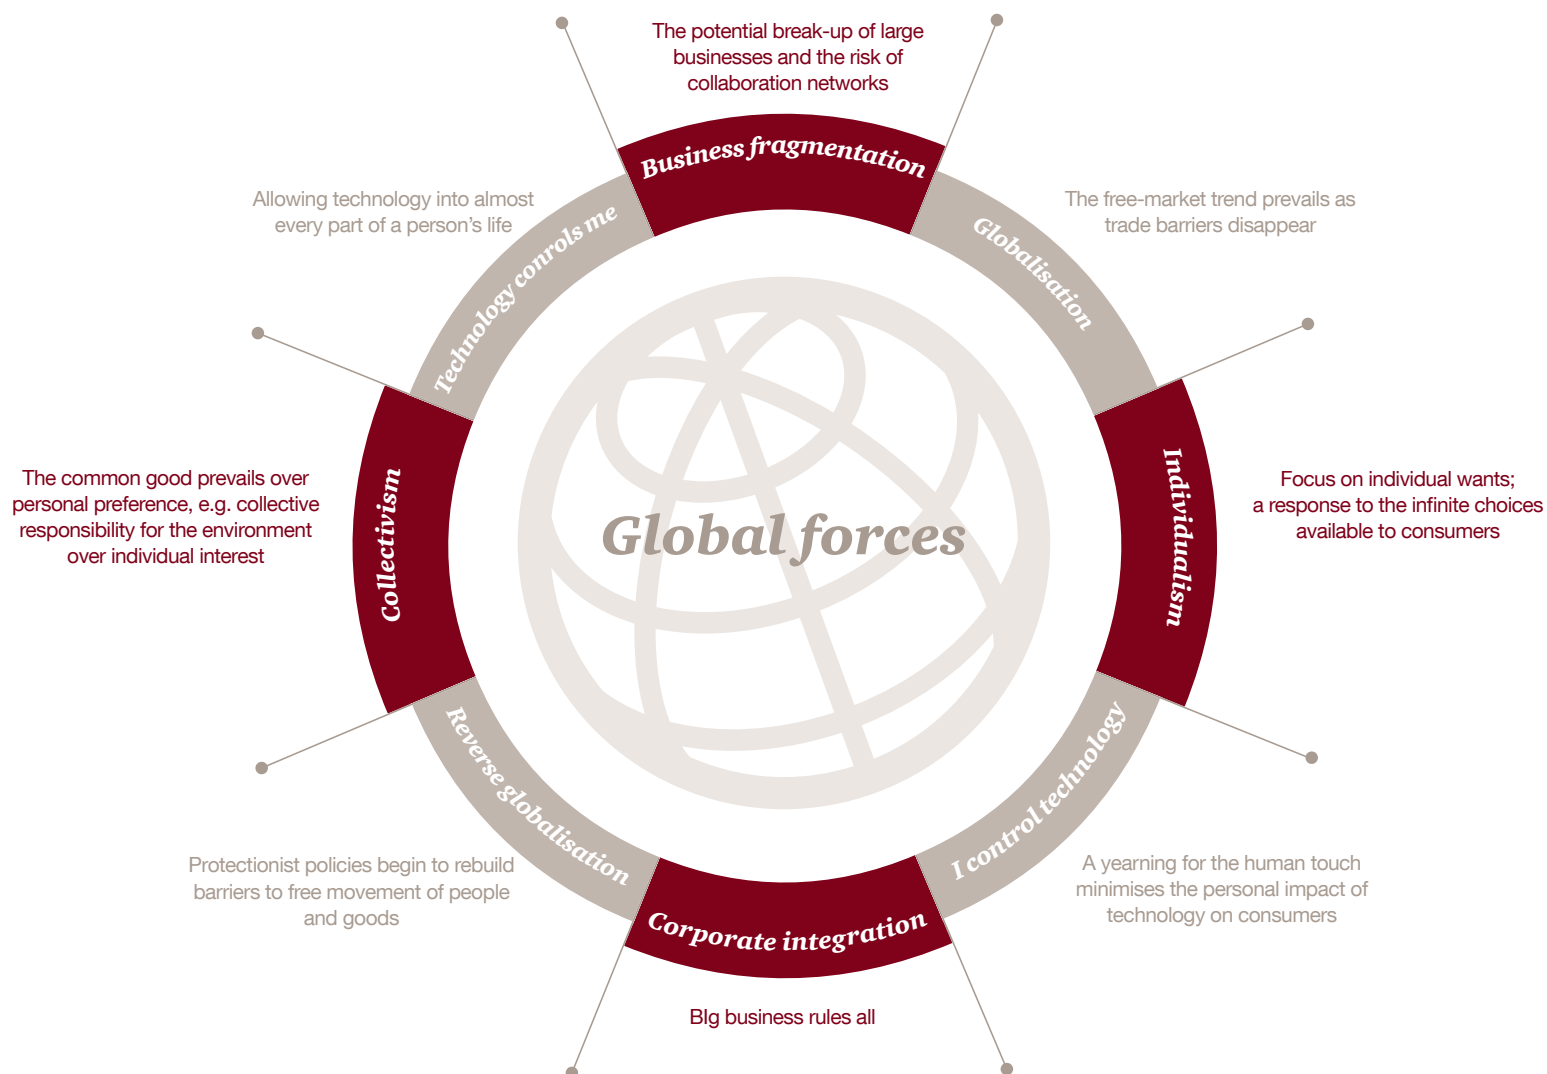 The potential break-up of large
businesses and the risk of
collaboration networks
Business fragmentation
Allowing technology into almost
every part of a person's life
Technology conrols me
Globalisation
The free-market trend prevails as
trade barriers disappear
The common good prevails over
personal preference, e.g. collective
responsibility for the environment
over individual interest
Collectivism
Global forces
Individualism
Focus on individual wants;
a response to the infinite choices
available to consumers
Reverse globalisation
Protectionist policies begin to rebuild
barriers to free movement of people
and goods
I control technology
A yearning for the human touch
minimises the personal impact of
technology on consumers
Corporate integration
BIg business rules all